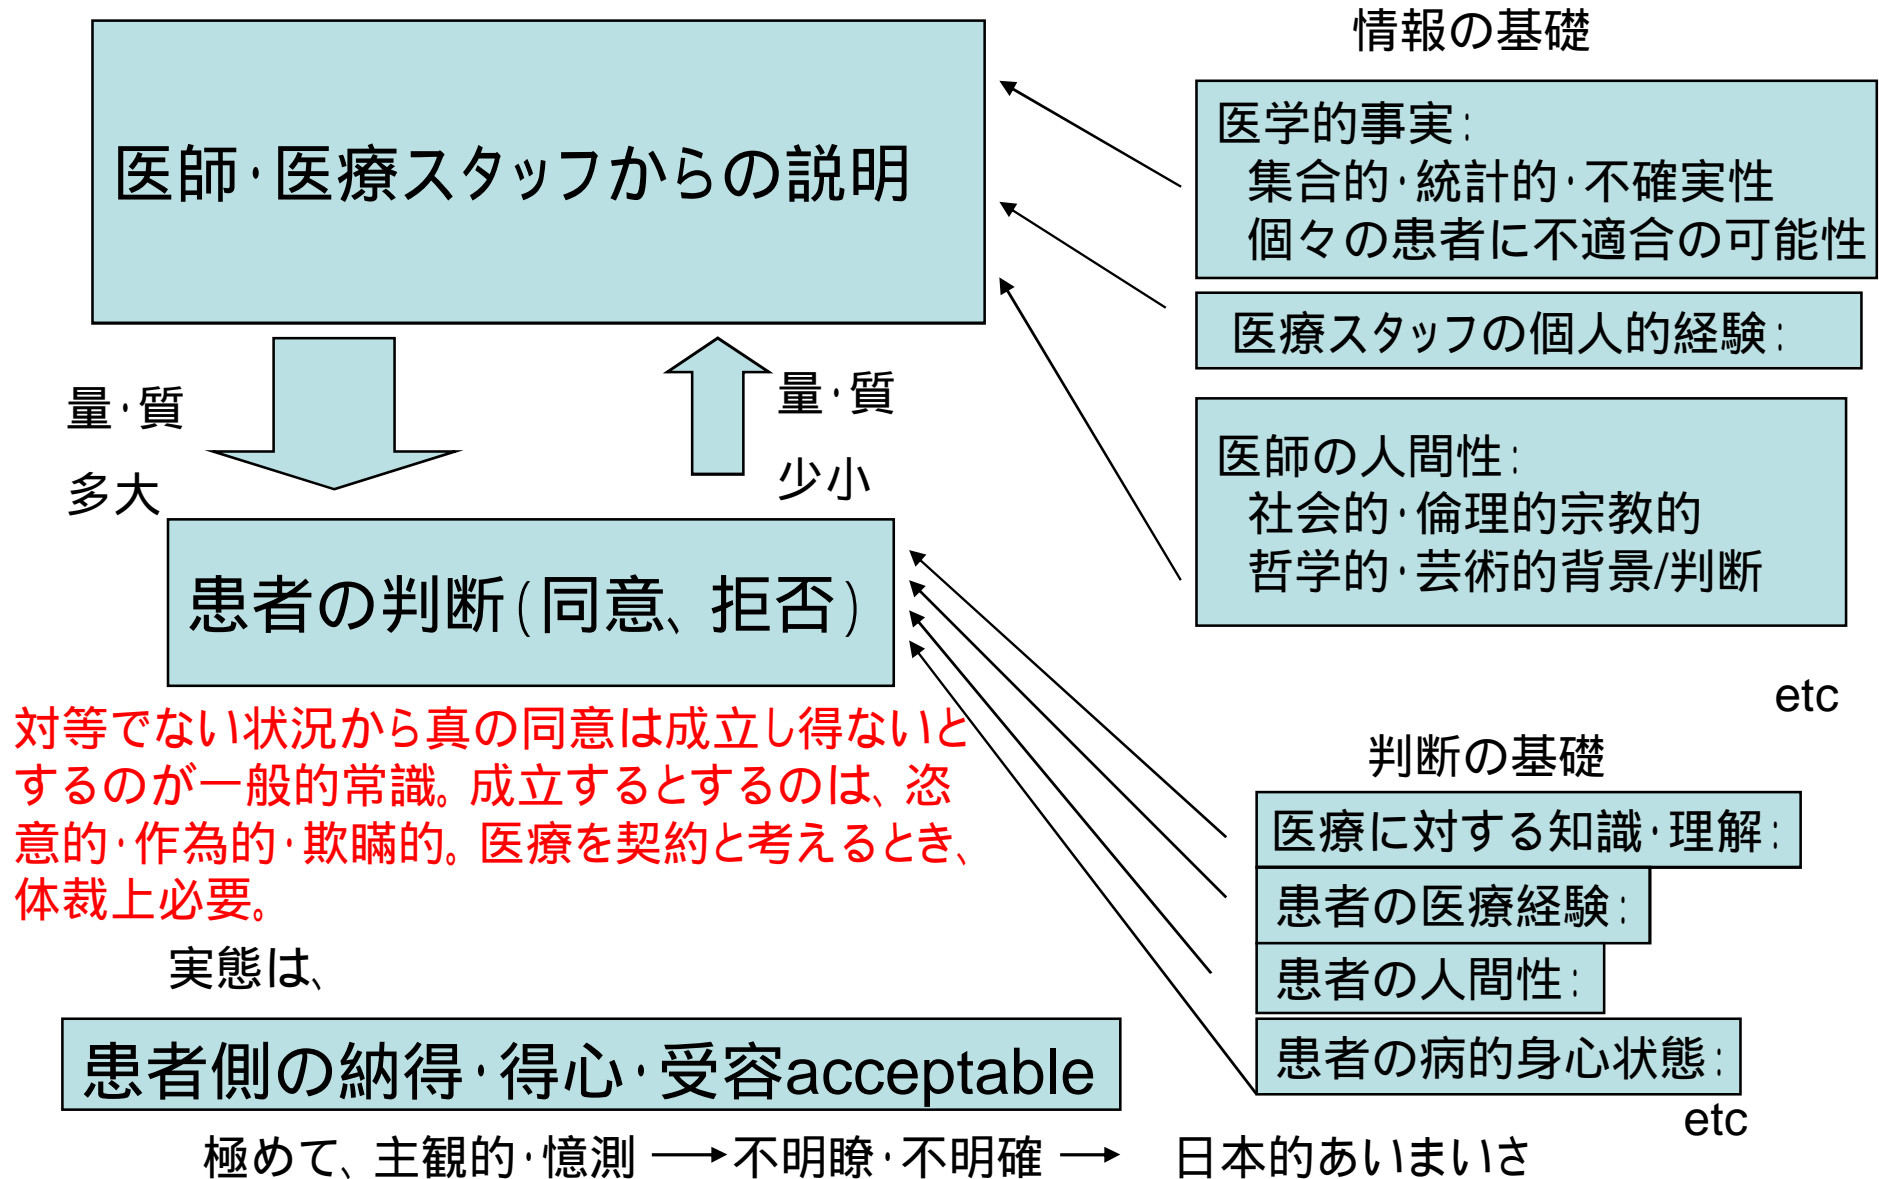 情報の基礎
医師・医療スタッフからの説明
医学的事実:
集合的・統計的・不確実性
個々の患者に不適合の可能性
医療スタッフの個人的経験:
医師の人間性:
社会的・倫理的宗教的
哲学的・芸術的背景/判断
etc
量・質
多大
量・質
少小
患者の判断(同意、拒否)
対等でない状況から真の同意は成立し得ないと
するのが一般的常識。成立するとするのは、恣
意的・作為的・欺瞞的。医療を契約と考えるとき、
体裁上必要。
判断の基礎
医療に対する知識・理解:
患者の医療経験:
患者の人間性:
患者の病的身心状態:
etc
実態は、
患者側の納得・得心・受容acceptable
極めて、主観的・憶測 → 不明瞭・不明確 → 日本的あいまいさ